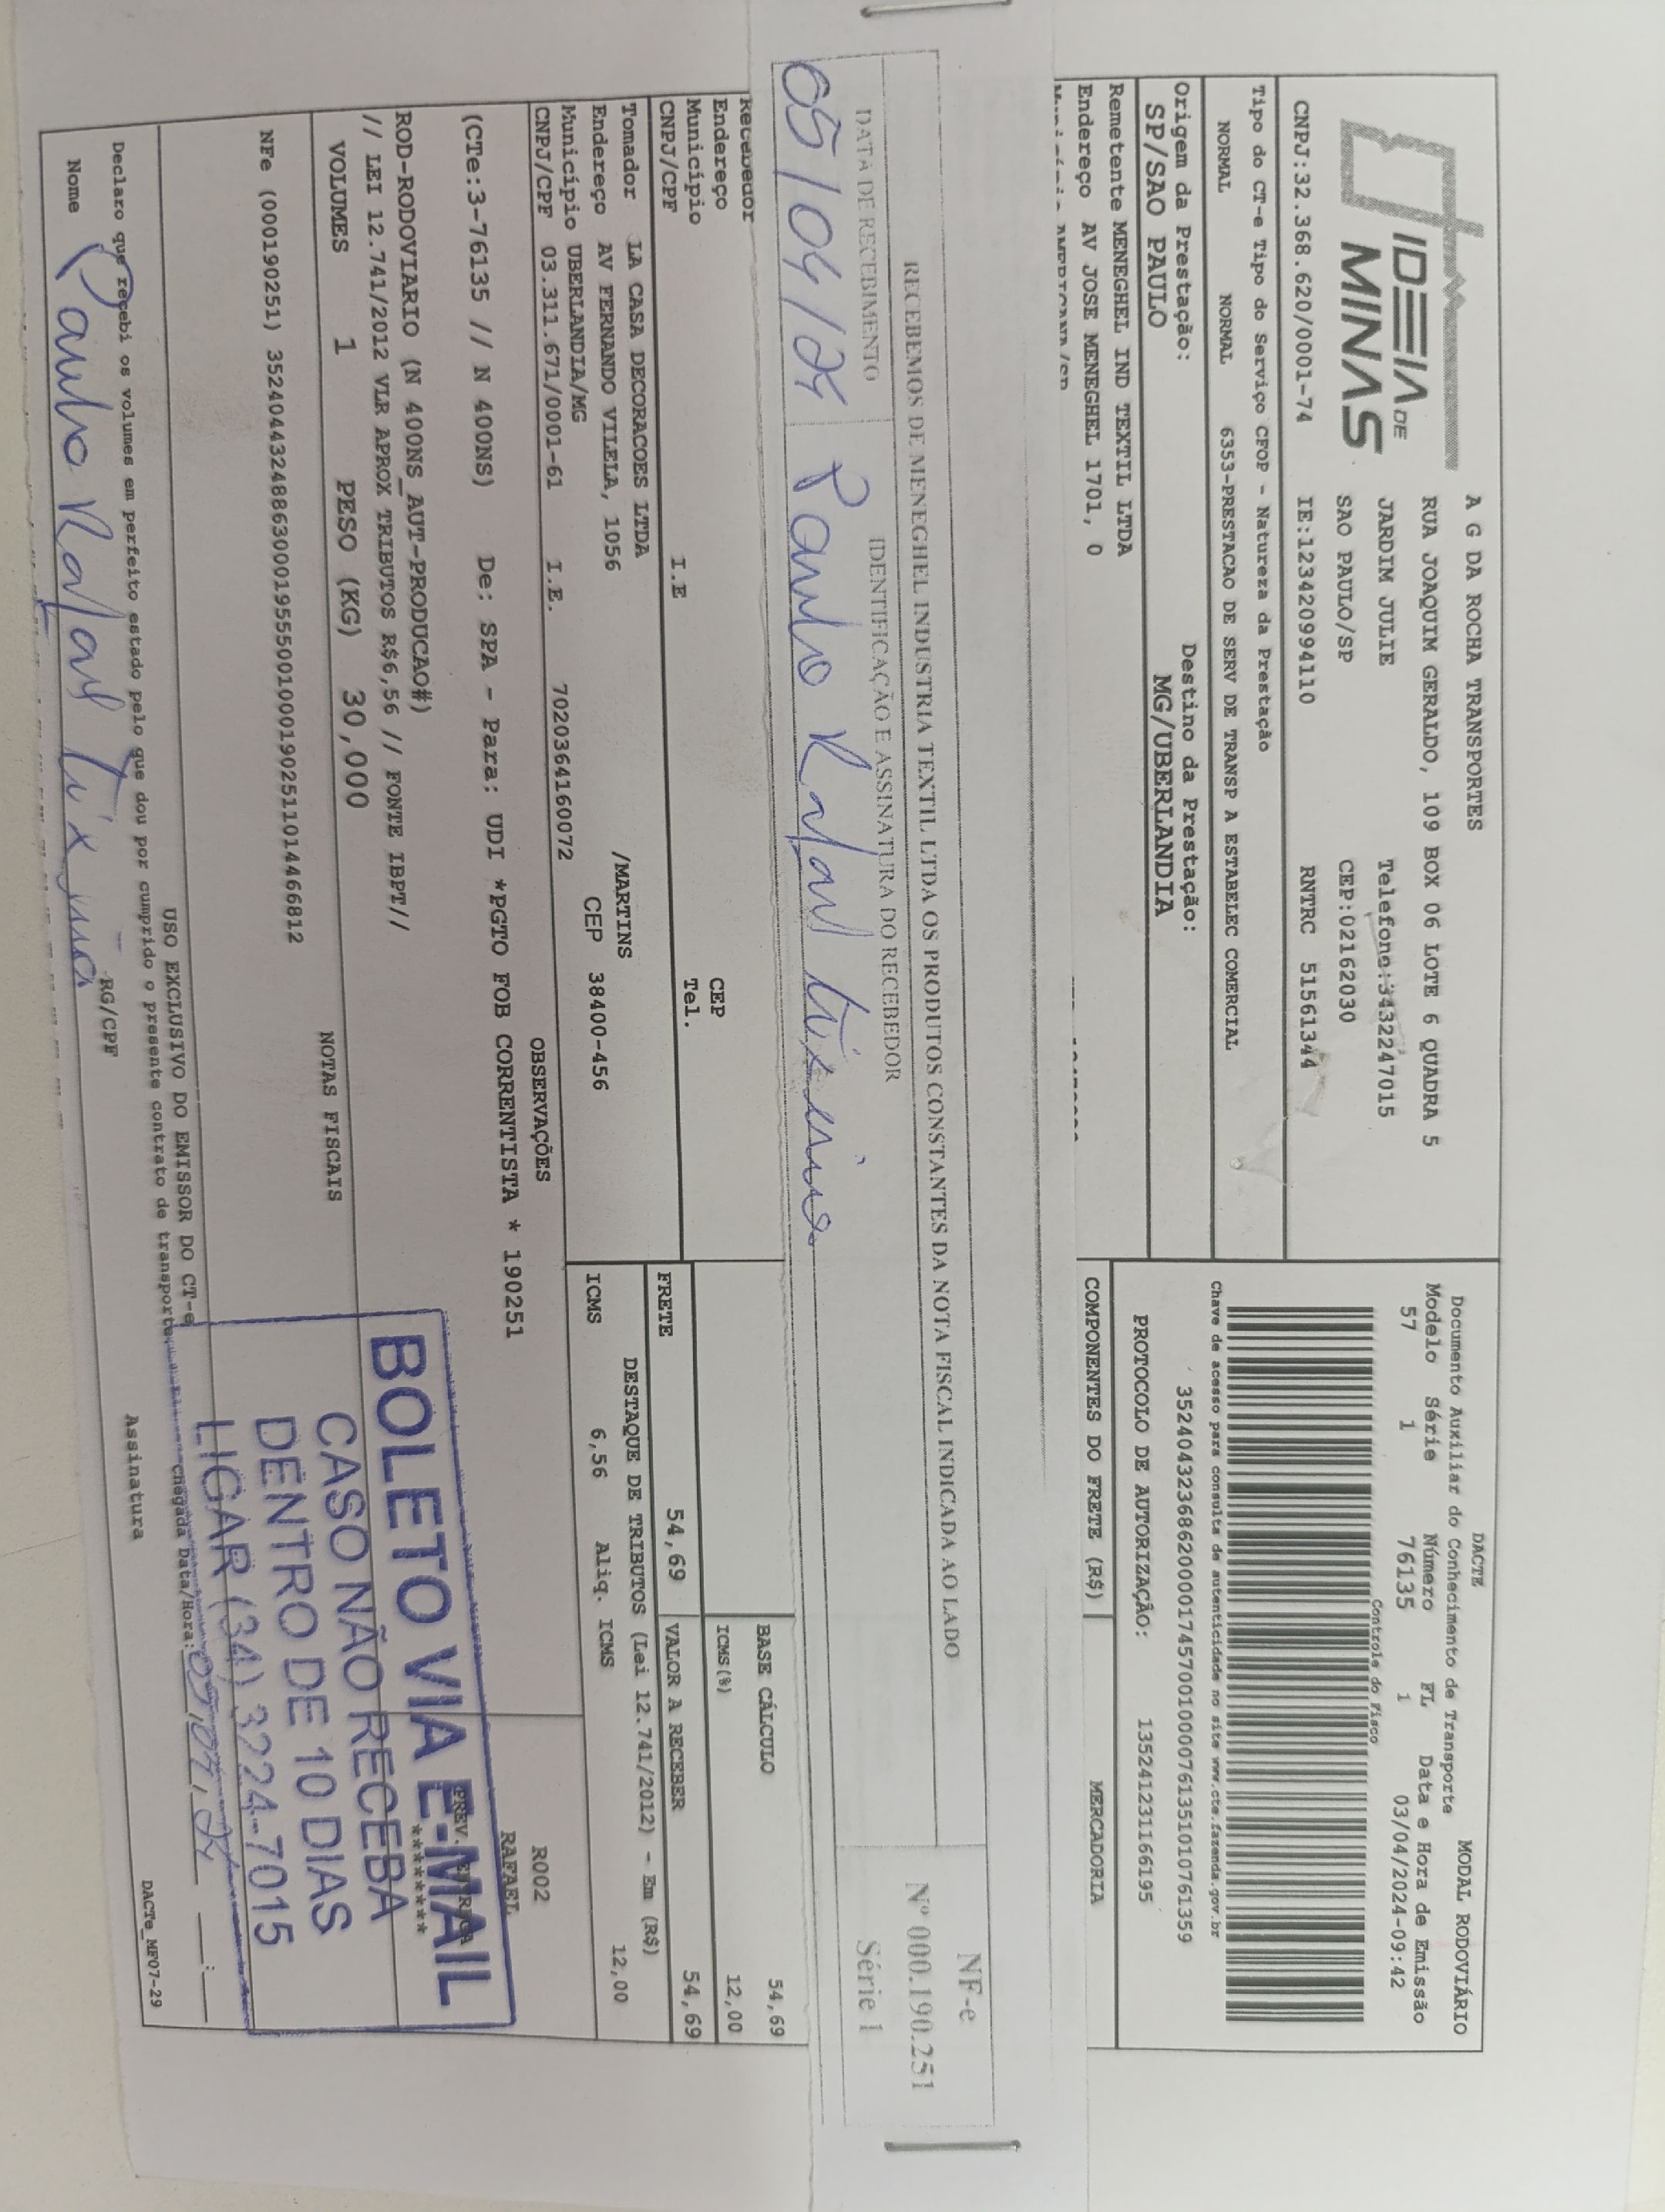 IDEIA DE
MINAS
A G DA ROCHA TRANSPORTES
RUA JOAQUIM GERALDO, 109 BOX 06 LOTE 6 QUADRA 5
JARDIM JULIE Telefone:3432247015
SAO PAULO/SP CEP:02162030
CNPJ:32.368.620/0001-74 IE:123420994110 RNTRC 51561344
DACTE MODAL RODOVIÁRIO
Documento Auxiliar do Conhecimento de Transporte
Modelo Série Número FL Data e Hora de Emissão
57 1 76135 1 03/04/2024-09:42
Controle do Fisco
Tipo do CT-e Tipo do Serviço CFOP - Natureza da Prestação
NORMAL NORMAL 6353-PRESTACAO DE SERV DE TRANSP A ESTABELEC COMERCIAL
Chave de acesso para consulta de autenticidade no site www.cte.fazenda.gov.br
35240432368620000174570010000761351010761359
Origem da Prestação: Destino da Prestação:
SP/SAO PAULO MG/UBERLANDIA
PROTOCOLO DE AUTORIZAÇÃO: 135241231166195
Remetente MENEGHEL IND TEXTIL LTDA
Endereço AV JOSE MENEGHEL 1701, 0
COMPONENTES DO FRETE (R$) MERCADORIA
RECEBEMOS DE MENEGHEL INDUSTRIA TEXTIL LTDA OS PRODUTOS CONSTANTES DA NOTA FISCAL INDICADA AO LADO
DATA DE RECEBIMENTO IDENTIFICAÇÃO E ASSINATURA DO RECEBEDOR
05/04/24 Paulo Rafael
NF-e
Nº 000.190.251
Série 1
Recebedor
Endereço CEP
Município Tel.
CNPJ/CPF I.E
BASE CÁLCULO 54,69
ICMS(%) 12,00
FRETE 54,69 VALOR A RECEBER 54,69
Tomador LA CASA DECORACOES LTDA
Endereço AV FERNANDO VILELA, 1056 /MARTINS
Município UBERLANDIA/MG CEP 38400-456
CNPJ/CPF 03.311.671/0001-61 I.E. 7020364160072
DESTAQUE DE TRIBUTOS (Lei 12.741/2012) - Em (R$)
ICMS 6,56 Aliq. ICMS 12,00
OBSERVAÇÕES
(CTe:3-76135 // N 400NS) De: SPA - Para: UDI *PGTO FOB CORRENTISTA * 190251
R002
RAFAEL
ROD-RODOVIARIO (N 400NS_AUT-PRODUCAO#)
// LEI 12.741/2012 VLR APROX TRIBUTOS R$6,56 // FONTE IBPT//
PREV. ENTREGA
********
VOLUMES 1 PESO (KG) 30,000
NOTAS FISCAIS
NFe (000190251) 35240443248863000195550010001902511101446812
BOLETO VIA E-MAIL
CASO NÃO RECEBA
DENTRO DE 10 DIAS
LIGAR (34) 3224-7015
USO EXCLUSIVO DO EMISSOR DO CT-e
Declaro que recebi os volumes em perfeito estado pelo que dou por cumprido o presente contrato de transporte
Chegada Data/Hora: 05/04/24 __:__
Nome Paulo Rafael RG/CPF Assinatura
DACTe_MF07-29